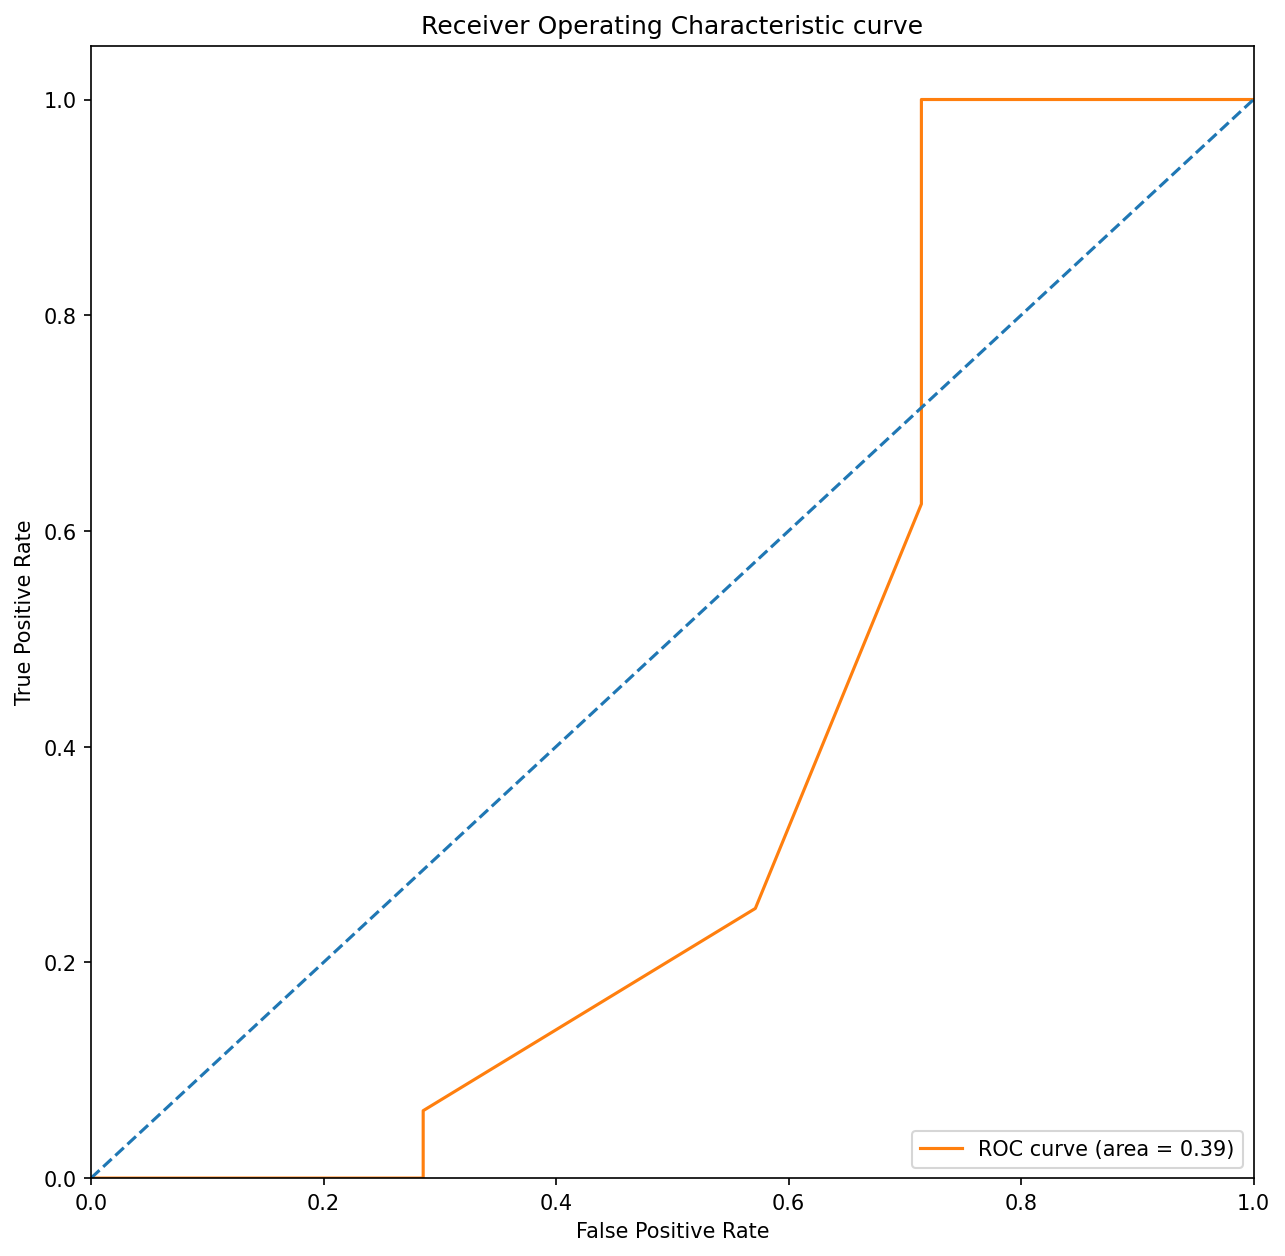 Receiver Operating Characteristic curve
1.0
0.8
0.6
0.4
0.2
0.0
True Positive Rate
ROC curve (area = 0.39)
0.0 0.2 0.4 0.6 0.8 1.0
False Positive Rate